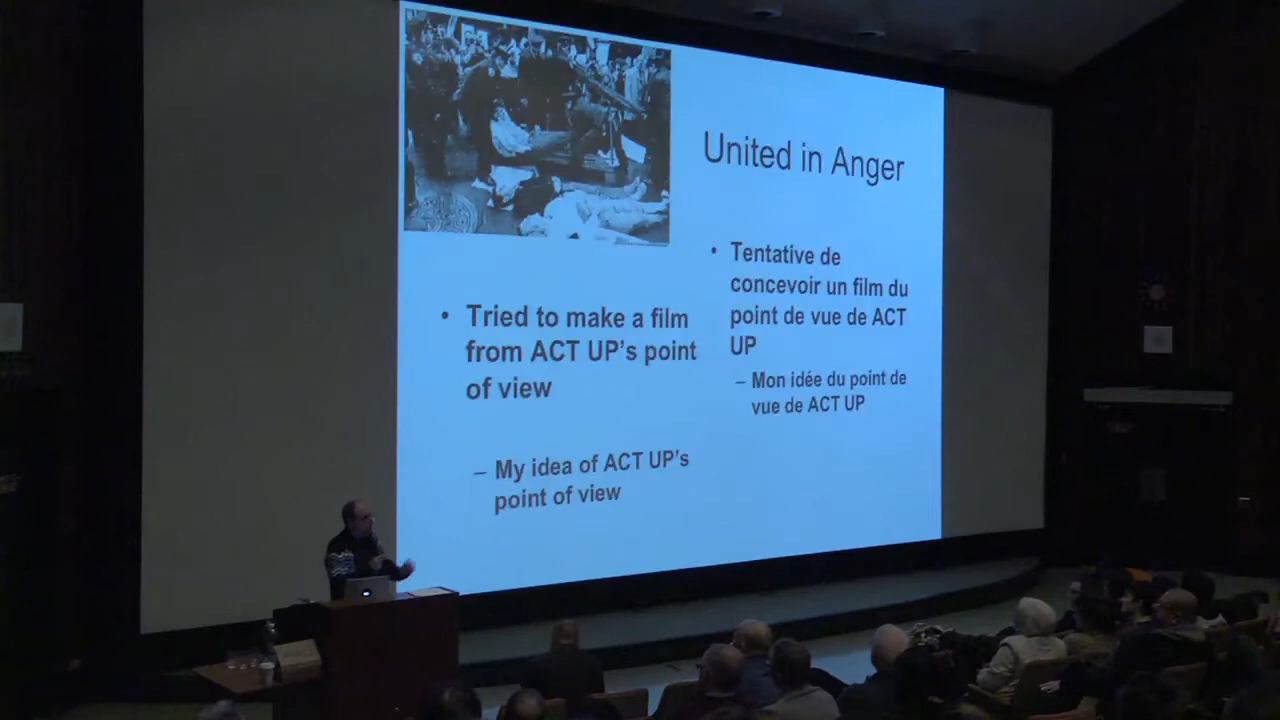 United in Anger
• Tried to make a film
from ACT UP’s point
of view
– My idea of ACT UP’s
point of view
• Tentative de
concevoir un film du
point de vue de ACT
UP
– Mon idée du point de
vue de ACT UP